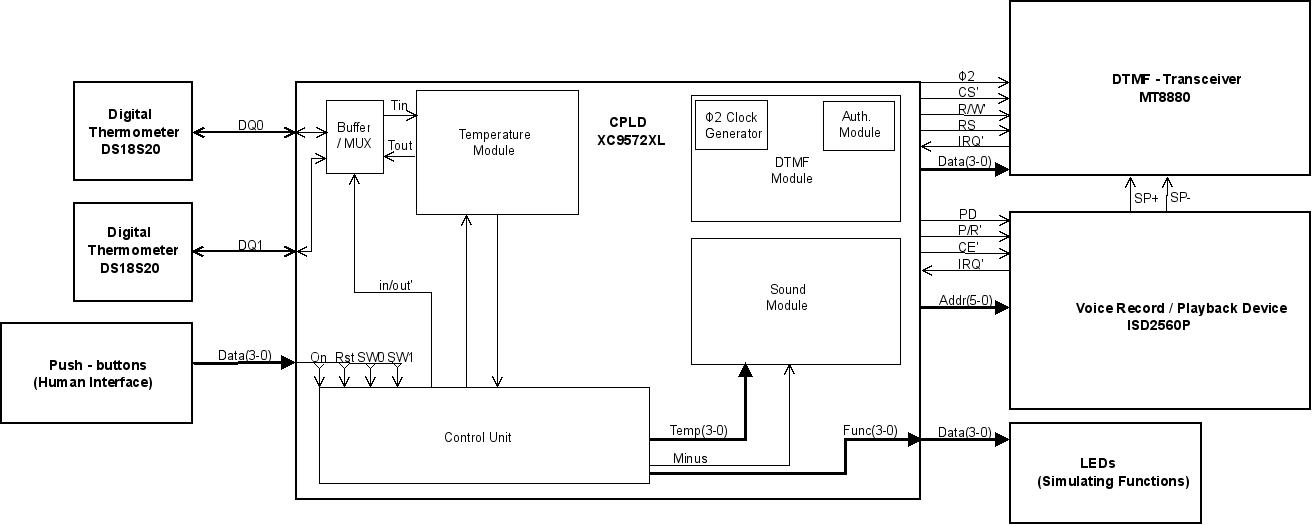 Digital
Thermometer
DS18S20
DQ0
Digital
Thermometer
DS18S20
DQ1
Push - buttons
(Human Interface)
Data(3-0)
Buffer
/ MUX
Tin
Tout
Temperature
Module
CPLD
XC9572XL
Φ2 Clock
Generator
Auth.
Module
DTMF
Module
Sound
Module
in/out'
On
Rst
SW0
SW1
Control Unit
Temp(3-0)
Minus
Func(3-0)
Φ2
CS'
R/W'
RS
IRQ'
Data(3-0)
DTMF - Transceiver
MT8880
SP+
SP-
PD
P/R'
CE'
IRQ'
Addr(5-0)
Voice Record / Playback Device
ISD2560P
Data(3-0)
LEDs
(Simulating Functions)